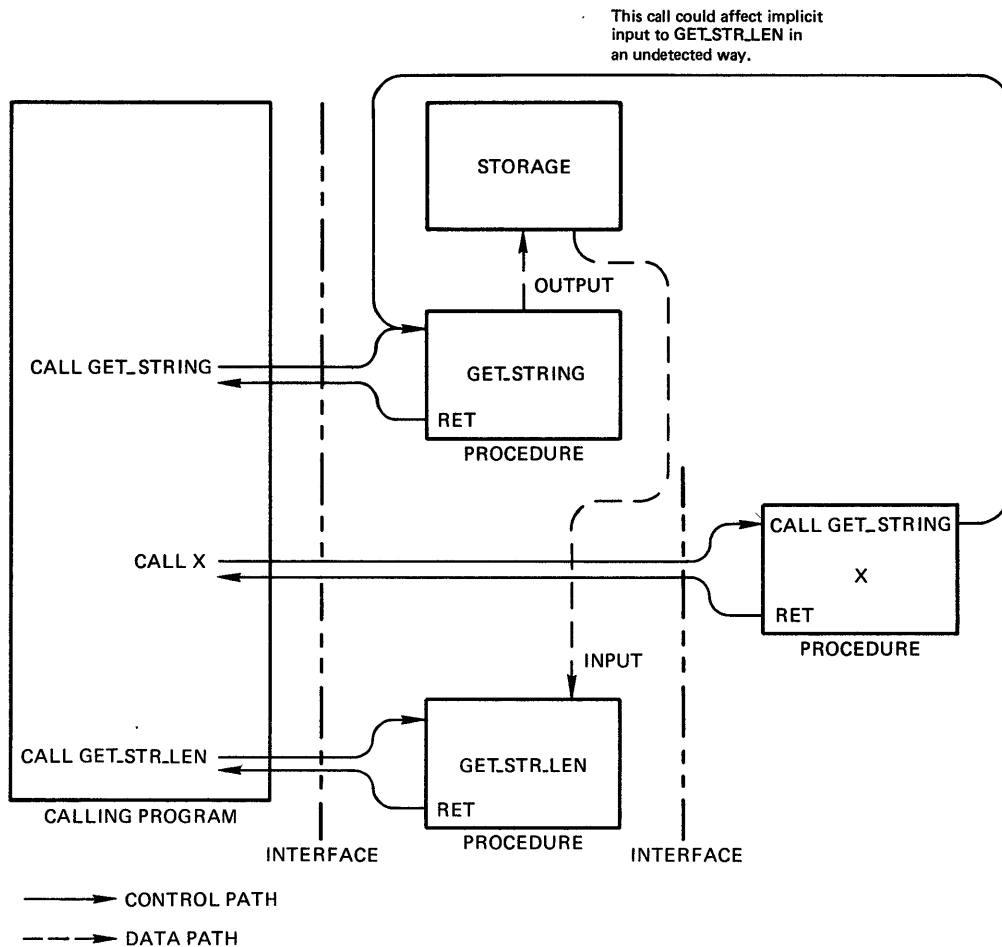 This call could affect implicit
input to GET_STR_LEN in
an undetected way.
STORAGE
OUTPUT
CALL GET_STRING
GET_STRING
RET
PROCEDURE
CALL GET_STRING
CALL X
X
RET
PROCEDURE
INPUT
CALL GET_STR_LEN
GET_STR_LEN
RET
CALLING PROGRAM
PROCEDURE
INTERFACE
INTERFACE
CONTROL PATH
DATA PATH